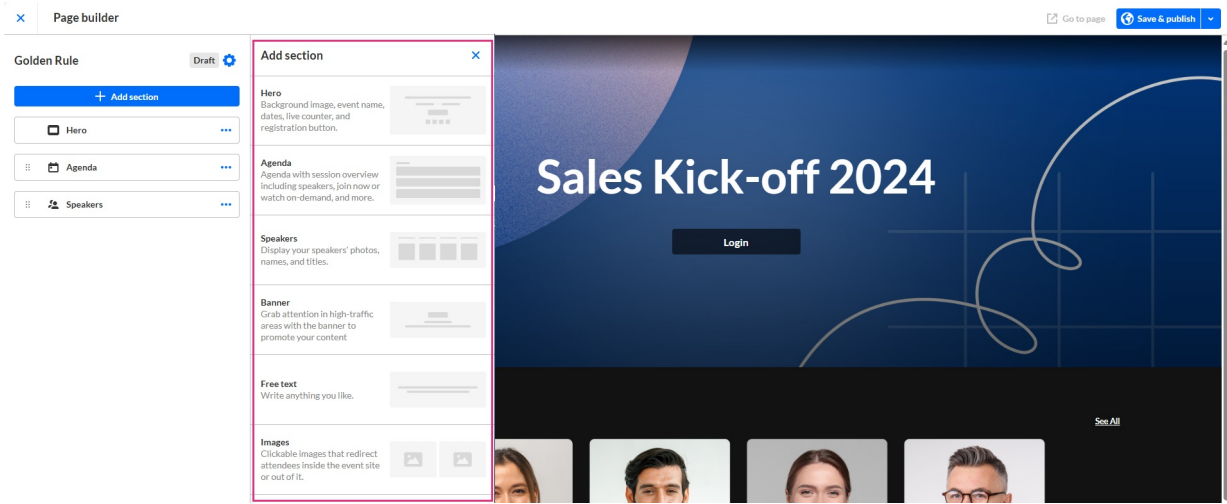 Page builder
Go to page
Save & publish
Golden Rule
Draft
+ Add section
Hero
Agenda
Speakers
Add section
Hero
Background image, event name,
dates, live counter, and
registration button.
Agenda
Agenda with session overview
including speakers, join now or
watch on-demand, and more.
Speakers
Display your speakers' photos,
names, and titles.
Banner
Grab attention in high-traffic
areas with the banner to
promote your content
Free text
Write anything you like.
Images
Clickable images that redirect
attendees inside the event site
or out of it.
Sales Kick-off 2024
Login
See All